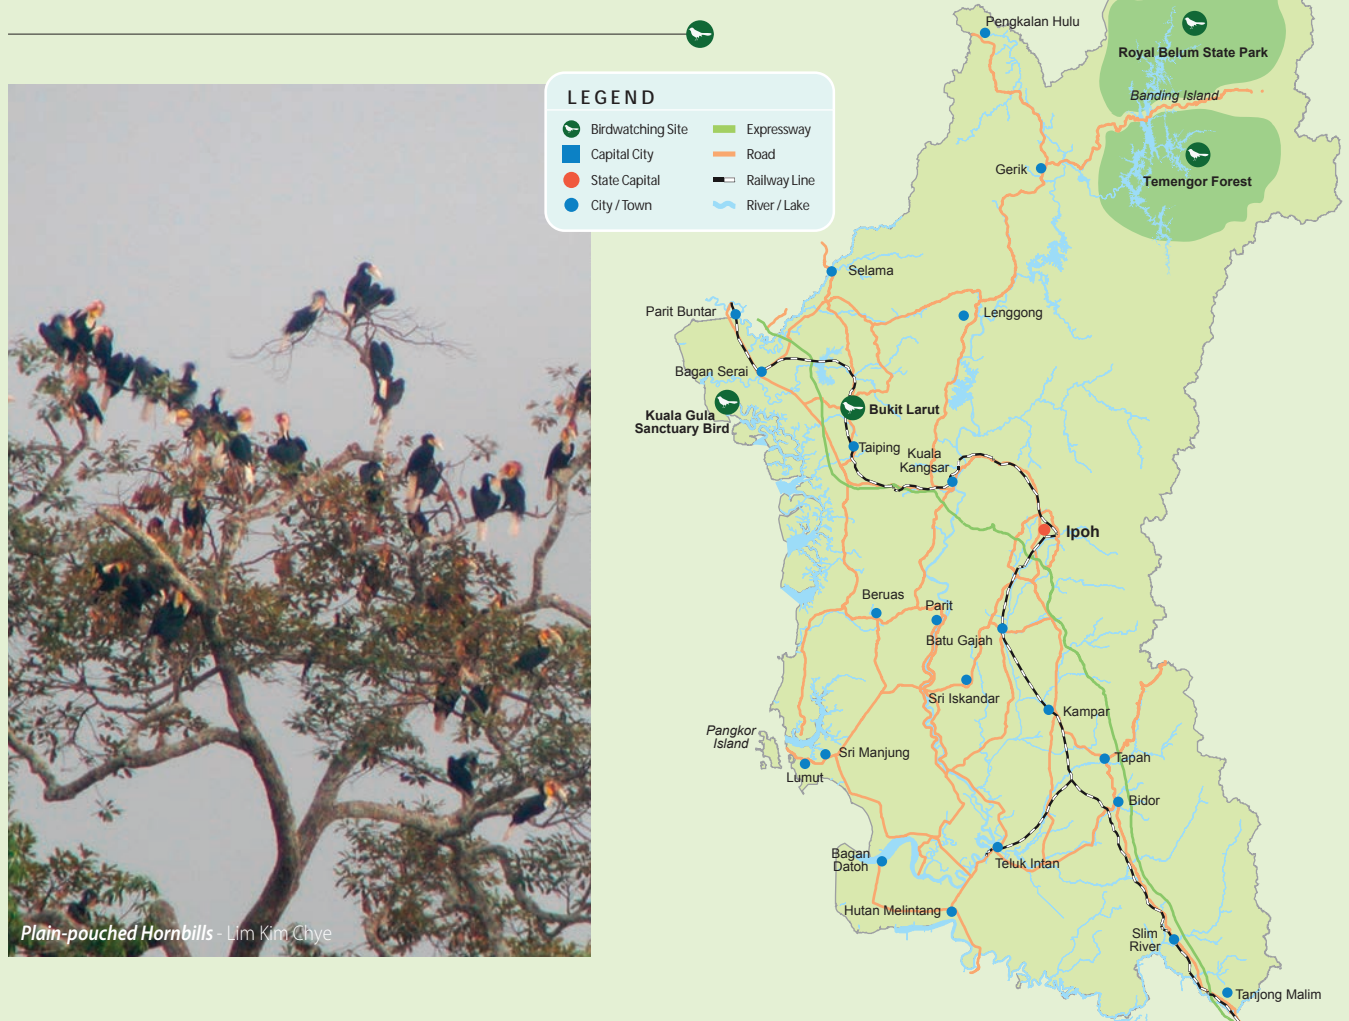 Pengkalan Hulu
Royal Belum State Park
Banding Island
LEGEND
Birdwatching Site
Expressway
Capital City
Road
State Capital
Railway Line
City / Town
River / Lake
Gerik
Temengor Forest
Selama
Parit Buntar
Lenggong
Bagan Serai
Kuala Gula
Sanctuary Bird
Bukit Larut
Taiping
Kuala
Kangsar
Ipoh
Beruas
Parit
Batu Gajah
Sri Iskandar
Kampar
Pangkor
Island
Sri Manjung
Lumut
Tapah
Bidor
Bagan
Datoh
Teluk Intan
Hutan Melintang
Slim
River
Tanjong Malim
Plain-pouched Hornbills - Lim Kim Chye